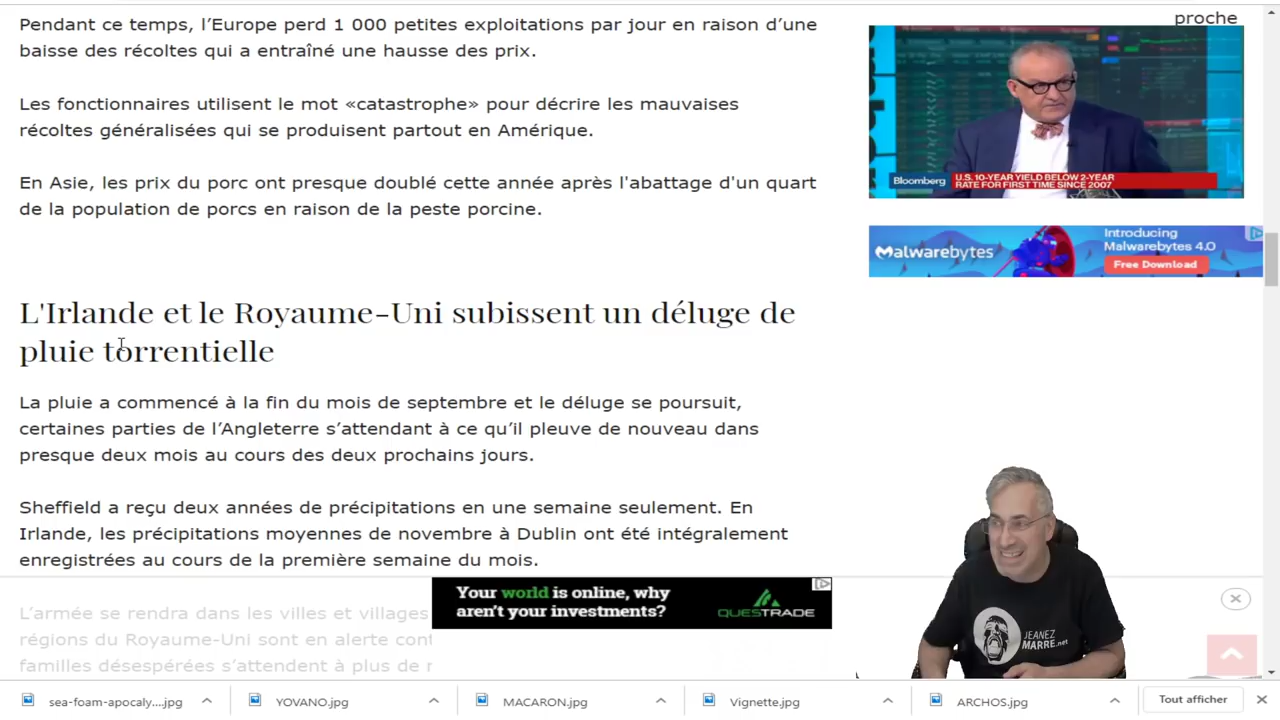 Pendant ce temps, l’Europe perd 1 000 petites exploitations par jour en raison d’une
baisse des récoltes qui a entraîné une hausse des prix.
Les fonctionnaires utilisent le mot «catastrophe» pour décrire les mauvaises
récoltes généralisées qui se produisent partout en Amérique.
En Asie, les prix du porc ont presque doublé cette année après l'abattage d'un quart
de la population de porcs en raison de la peste porcine.
L'Irlande et le Royaume-Uni subissent un déluge de
pluie torrentielle
La pluie a commencé à la fin du mois de septembre et le déluge se poursuit,
certaines parties de l’Angleterre s’attendant à ce qu’il pleuve de nouveau dans
presque deux mois au cours des deux prochains jours.
Sheffield a reçu deux années de précipitations en une semaine seulement. En
Irlande, les précipitations moyennes de novembre à Dublin ont été intégralement
enregistrées au cours de la première semaine du mois.
L’armée se rendra dans les villes et villages
régions du Royaume-Uni sont en alerte cont
familles désespérées s’attendent à plus de
proche
Bloomberg
U.S. 10-YEAR YIELD BELOW 2-YEAR
RATE FOR FIRST TIME SINCE 2007
Malwarebytes
Introducing
Malwarebytes 4.0
Free Download
Your world is online, why
aren’t your investments?
QUESTRADE
JEANEZ
MARRE.net
sea-foam-apocaly....jpg
YOVANO.jpg
MACARON.jpg
Vignette.jpg
ARCHOS.jpg
Tout afficher